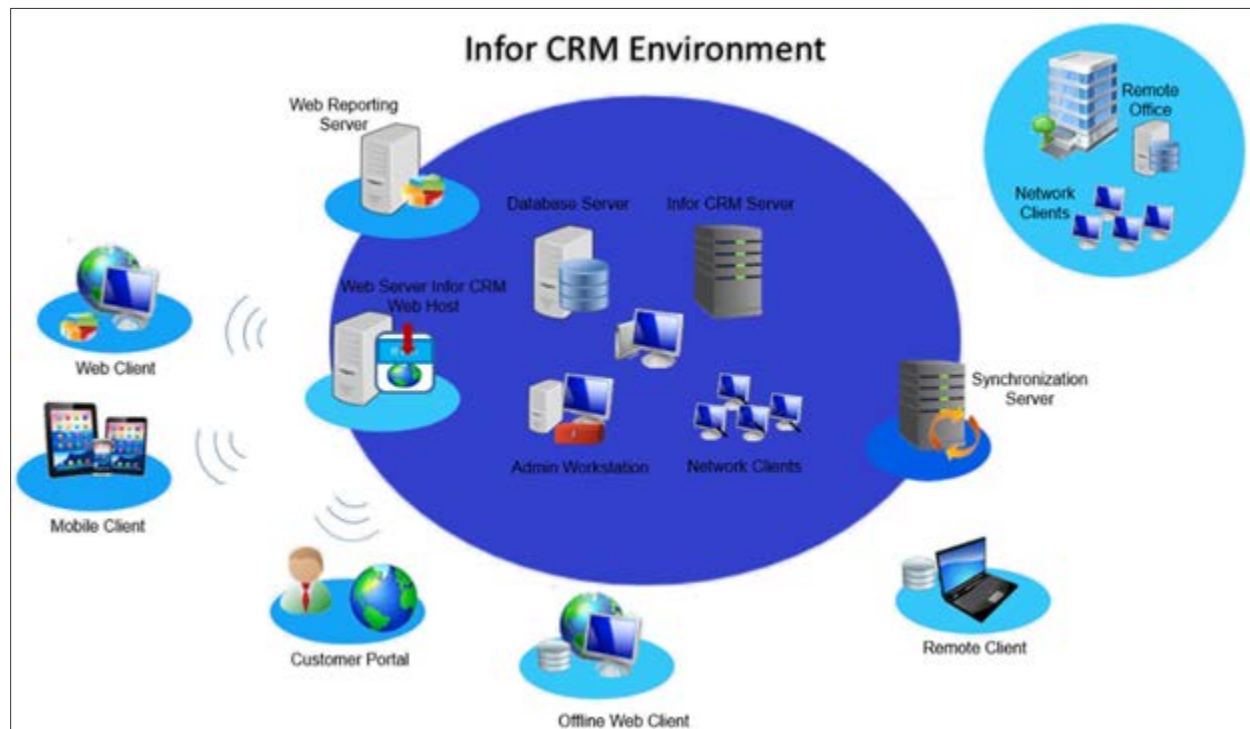 Infor CRM Environment
Web Reporting
Server
Remote
Office
Network
Clients
Database Server
Infor CRM Server
Web Server Infor CRM
Web Host
Web Client
Synchronization
Server
Admin Workstation
Network Clients
Mobile Client
Customer Portal
Remote Client
Offline Web Client